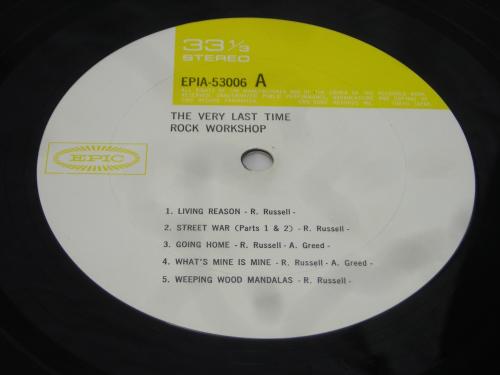 33 1/3
STEREO
EPIA-53006 A
THE VERY LAST TIME
ROCK WORKSHOP
EPIC
1. LIVING REASON - R. Russell -
2. STREET WAR (Parts 1 & 2) - R. Russell -
3. GOING HOME - R. Russell - A. Greed -
4. WHAT'S MINE IS MINE - R. Russell - A. Greed -
5. WEEPING WOOD MANDALAS - R. Russell -